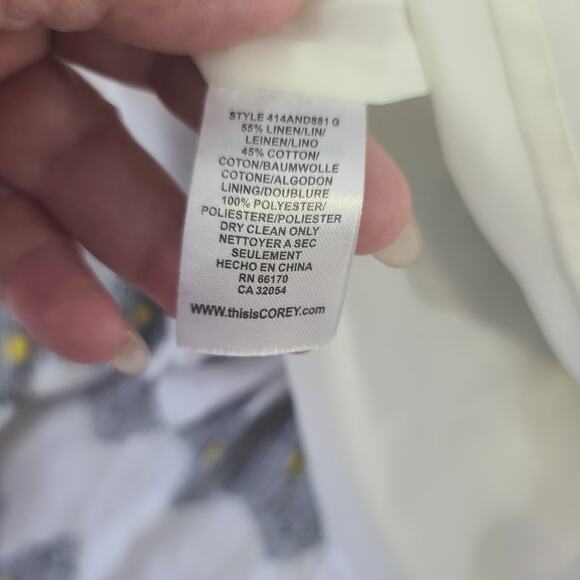 STYLE 414AND881 G
55% LINEN/LIN/
LEINEN/LINO
45% COTTON/
COTON/BAUMWOLLE
COTONE/ALGODON
LINING/DOUBLURE
100% POLYESTER/
POLIESTERE/POLIESTER
DRY CLEAN ONLY
NETTOYER A SEC
SEULEMENT
HECHO EN CHINA
RN 66170
CA 32054
WWW.thisisCOREY.com